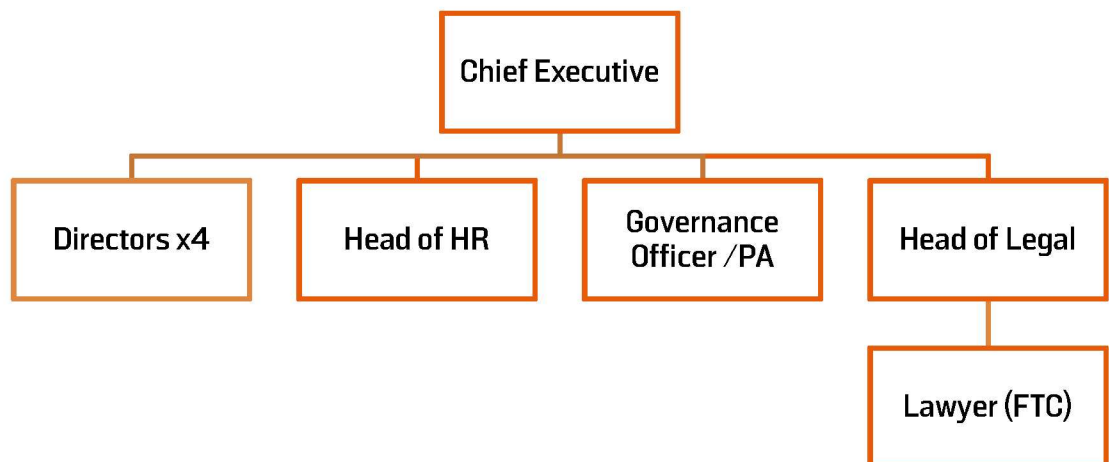 Chief Executive
Directors x4
Head of HR
Governance
Officer /PA
Head of Legal
Lawyer (FTC)